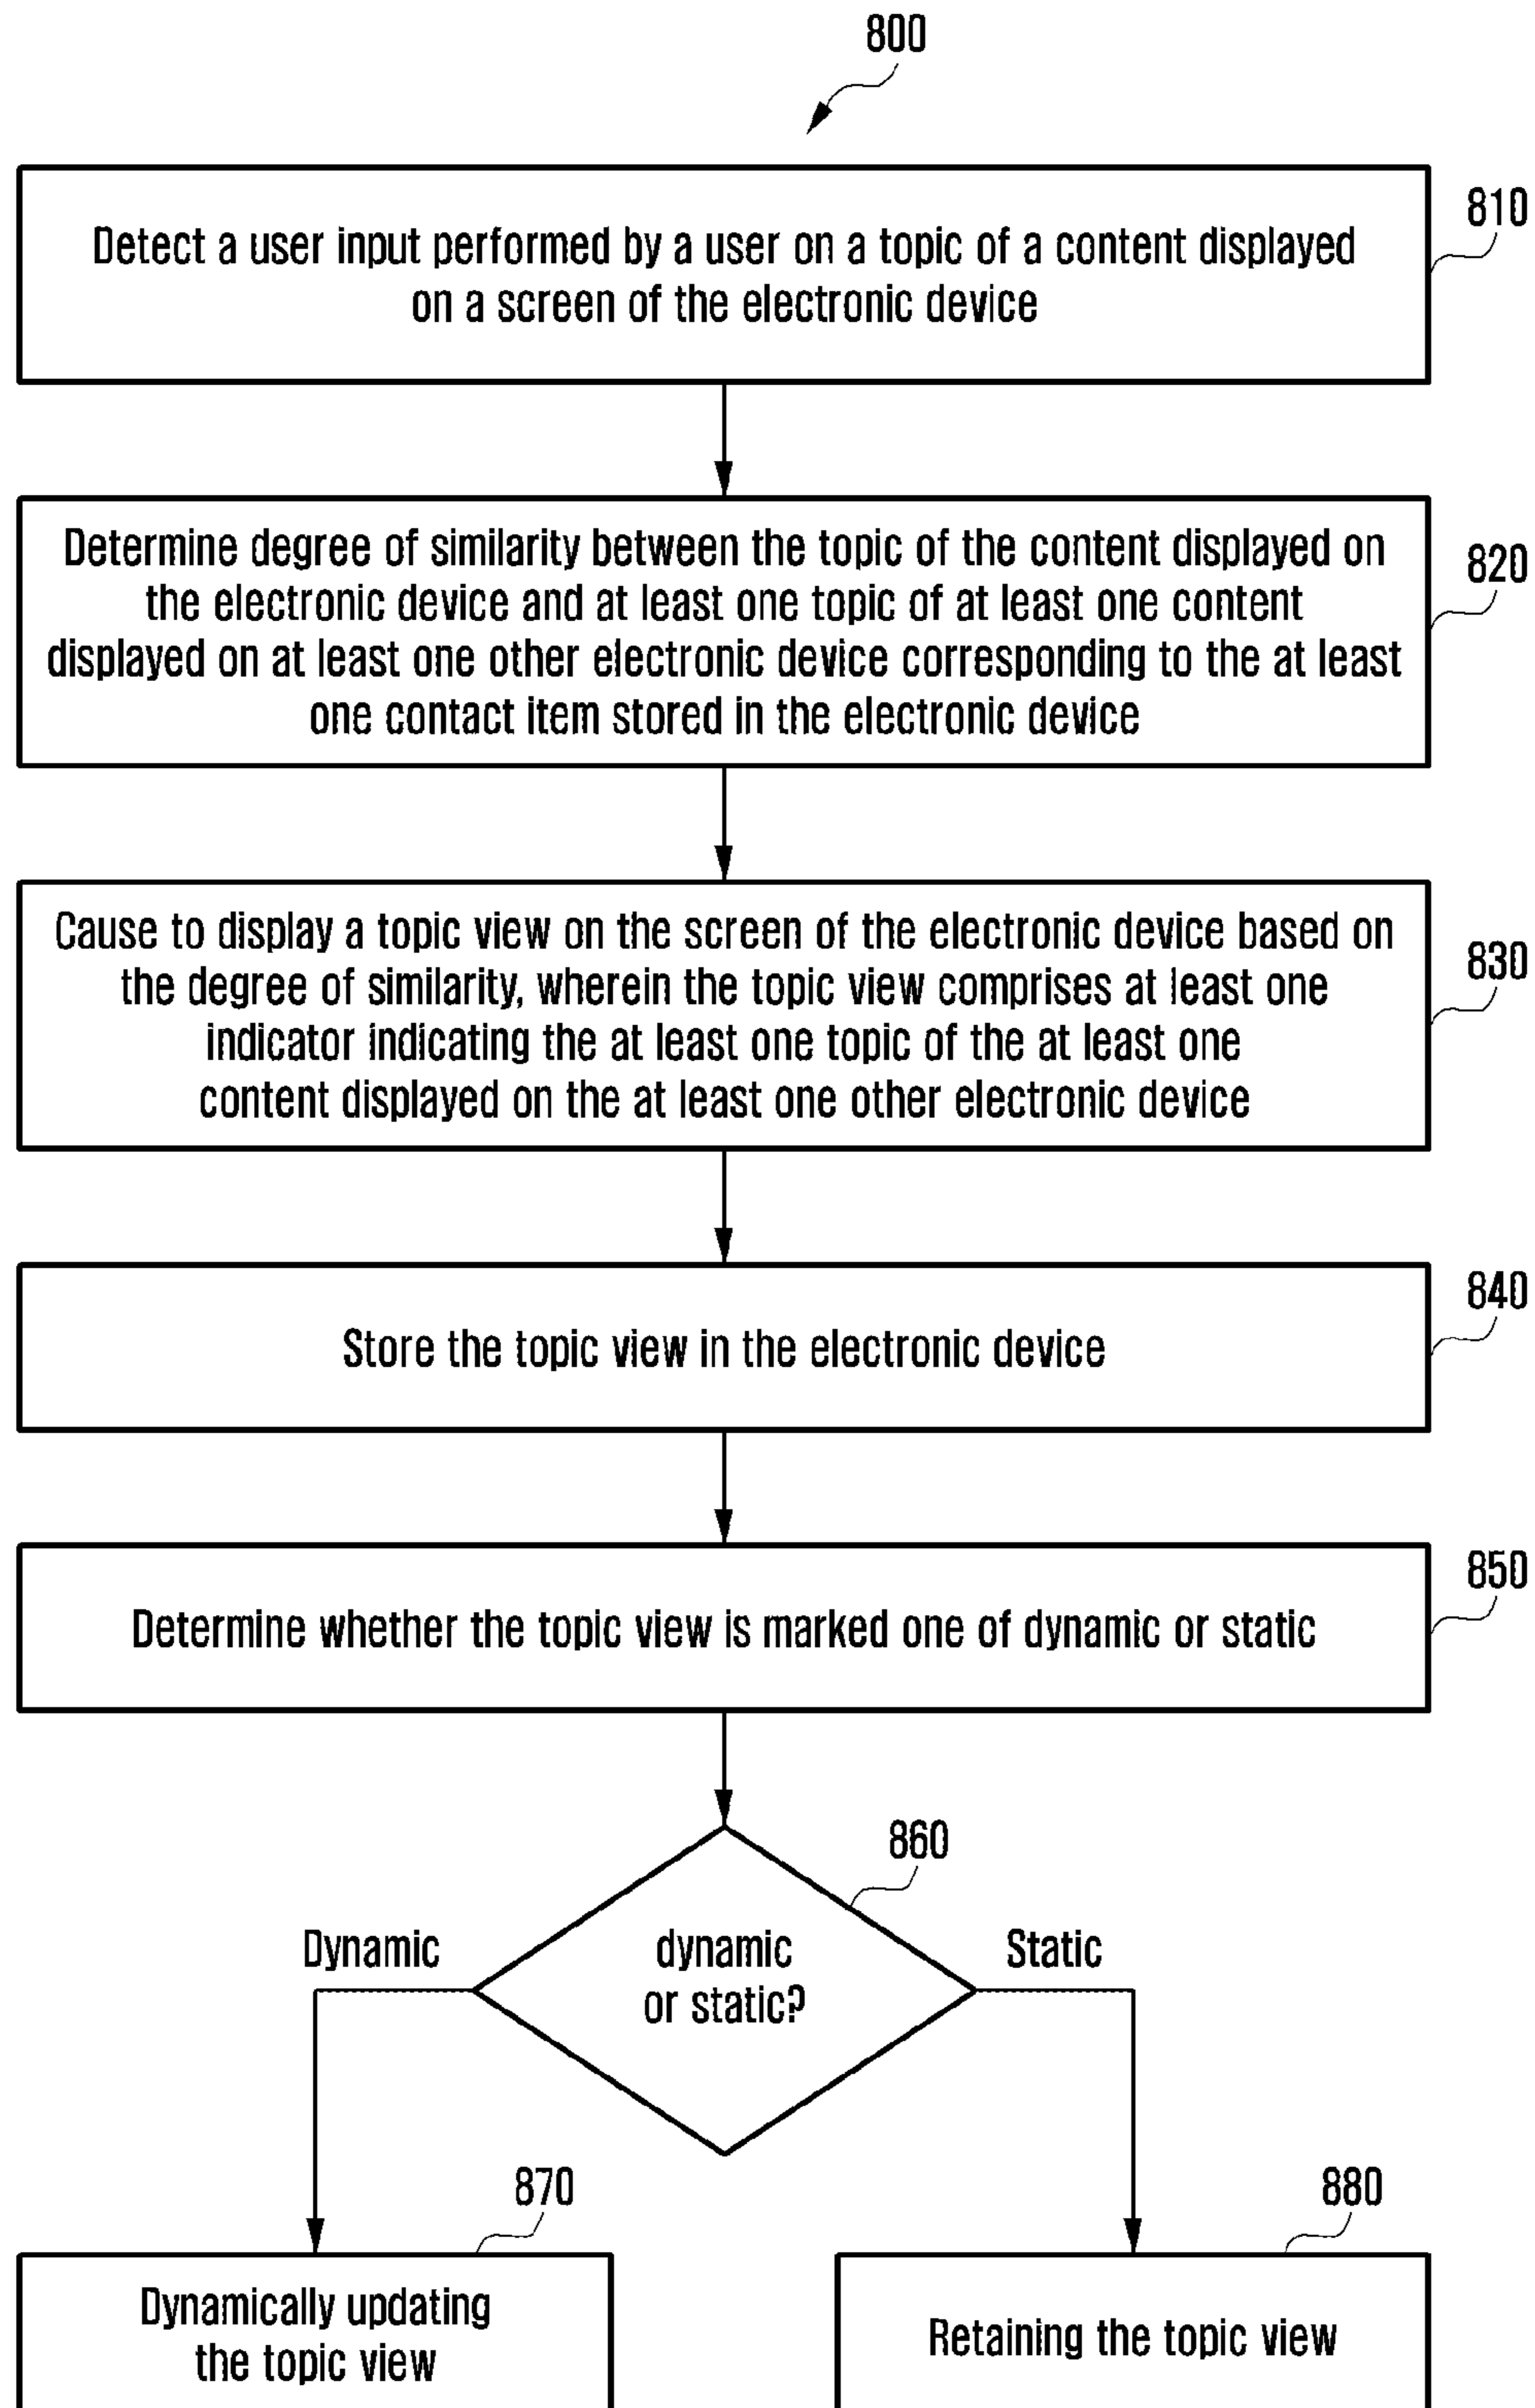 800
810
Detect a user input performed by a user on a topic of a content displayed
on a screen of the electronic device
820
Determine degree of similarity between the topic of the content displayed on
the electronic device and at least one topic of at least one content
displayed on at least one other electronic device corresponding to the at least
one contact item stored in the electronic device
830
Cause to display a topic view on the screen of the electronic device based on
the degree of similarity, wherein the topic view comprises at least one
indicator indicating the at least one topic of the at least one
content displayed on the at least one other electronic device
840
Store the topic view in the electronic device
850
Determine whether the topic view is marked one of dynamic or static
860
Dynamic
dynamic
or static?
Static
870
Dynamically updating
the topic view
880
Retaining the topic view